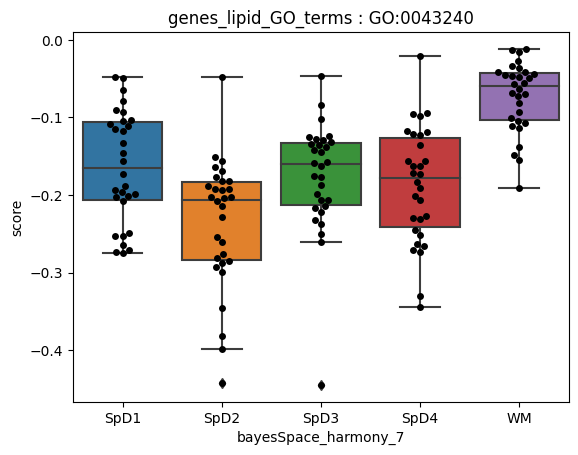 genes_lipid_GO_terms : GO:0043240
0.0
−0.1
−0.2
−0.3
−0.4
score
SpD1 SpD2 SpD3 SpD4 WM
bayesSpace_harmony_7